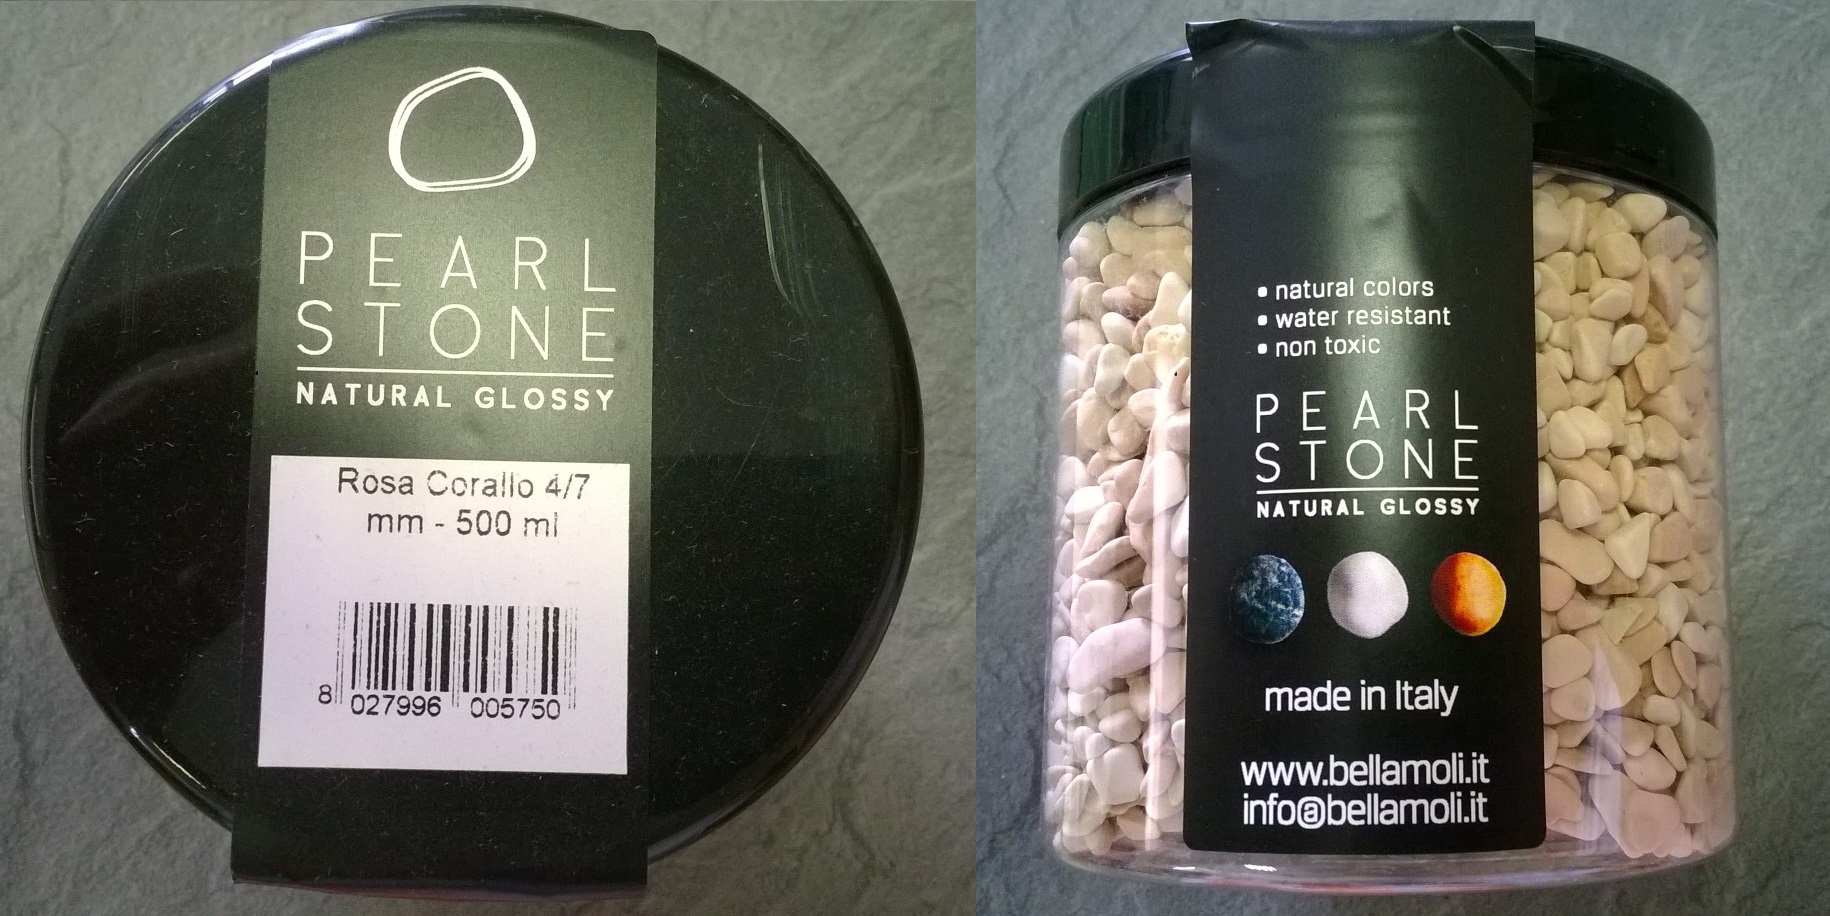 PEARL
STONE
NATURAL GLOSSY
Rosa Corallo 4/7
mm - 500 ml
8 027996 005750
• natural colors
• water resistant
• non toxic
PEARL
STONE
NATURAL GLOSSY
made in Italy
www.bellamoli.it
info@bellamoli.it